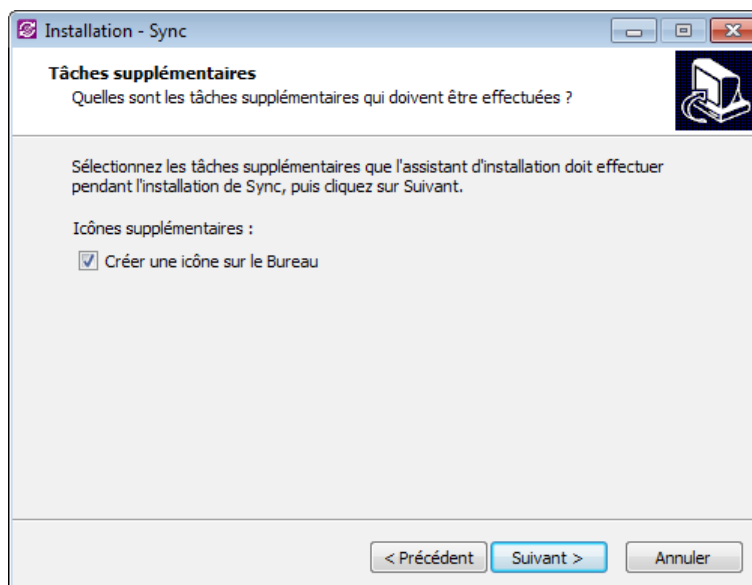 Installation - Sync
Tâches supplémentaires
Quelles sont les tâches supplémentaires qui doivent être effectuées ?
Sélectionnez les tâches supplémentaires que l'assistant d'installation doit effectuer
pendant l'installation de Sync, puis cliquez sur Suivant.
Icônes supplémentaires :
Créer une icône sur le Bureau
< Précédent Suivant > Annuler